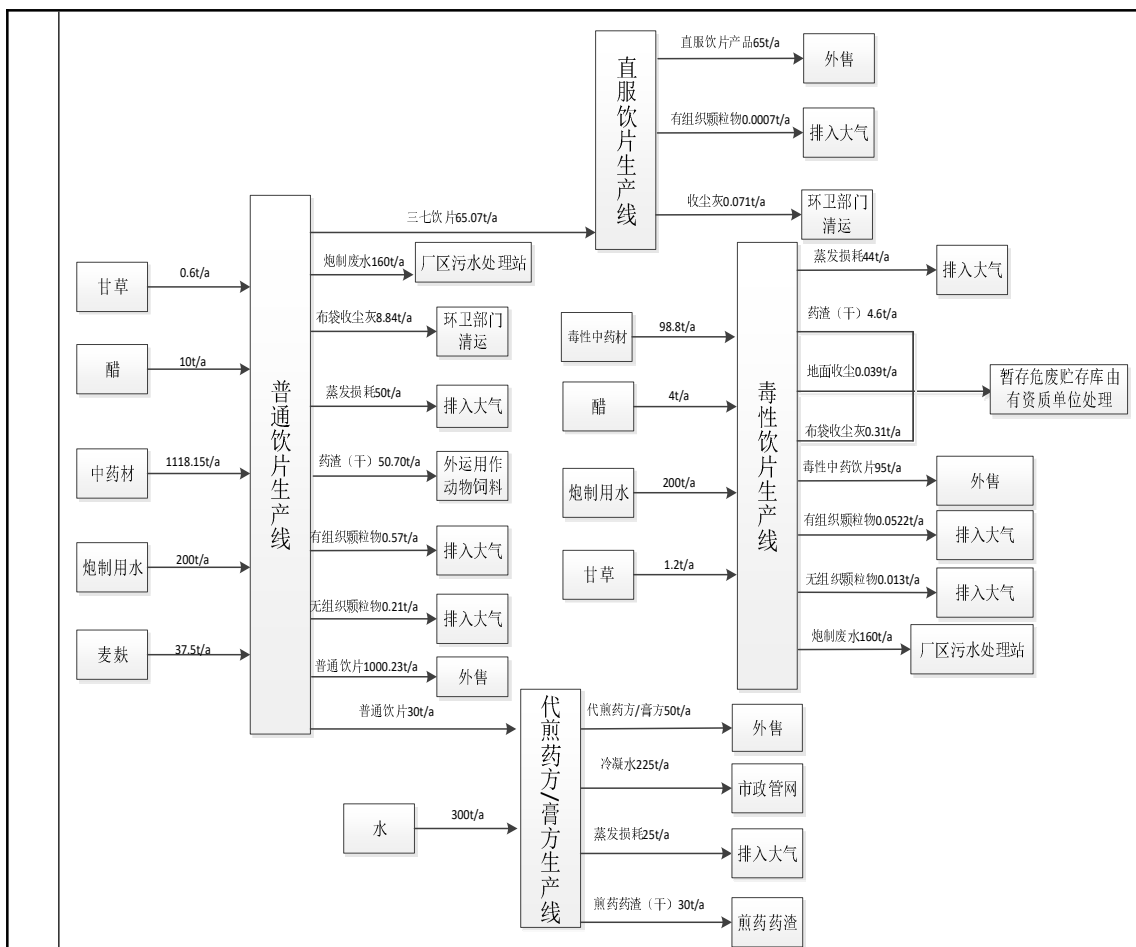 直服饮片产品65t/a
外售
直服饮片生产线
有组织颗粒物0.0007t/a
排入大气
收尘灰0.071t/a
环卫部门
清运
三七饮片65.07t/a
炮制废水160t/a
厂区污水处理站
甘草
0.6t/a
布袋收尘灰8.84t/a
环卫部门
清运
醋
10t/a
普通饮片生产线
蒸发损耗50t/a
排入大气
中药材
1118.15t/a
药渣（干）50.70t/a
外运用作
动物饲料
有组织颗粒物0.57t/a
排入大气
炮制用水
200t/a
无组织颗粒物0.21t/a
排入大气
麦麸
37.5t/a
普通饮片1000.23t/a
外售
普通饮片30t/a
蒸发损耗44t/a
排入大气
毒性中药材
98.8t/a
药渣（干）4.6t/a
醋
4t/a
毒性饮片生产线
地面收尘0.039t/a
暂存危废贮存库由
有资质单位处理
布袋收尘灰0.31t/a
毒性中药饮片95t/a
外售
炮制用水
200t/a
有组织颗粒物0.0522t/a
排入大气
甘草
1.2t/a
无组织颗粒物0.013t/a
排入大气
炮制废水160t/a
厂区污水处理站
代煎药方/膏方生产线
代煎药方/膏方50t/a
外售
冷凝水225t/a
市政管网
水
300t/a
蒸发损耗25t/a
排入大气
煎药药渣（干）30t/a
煎药药渣